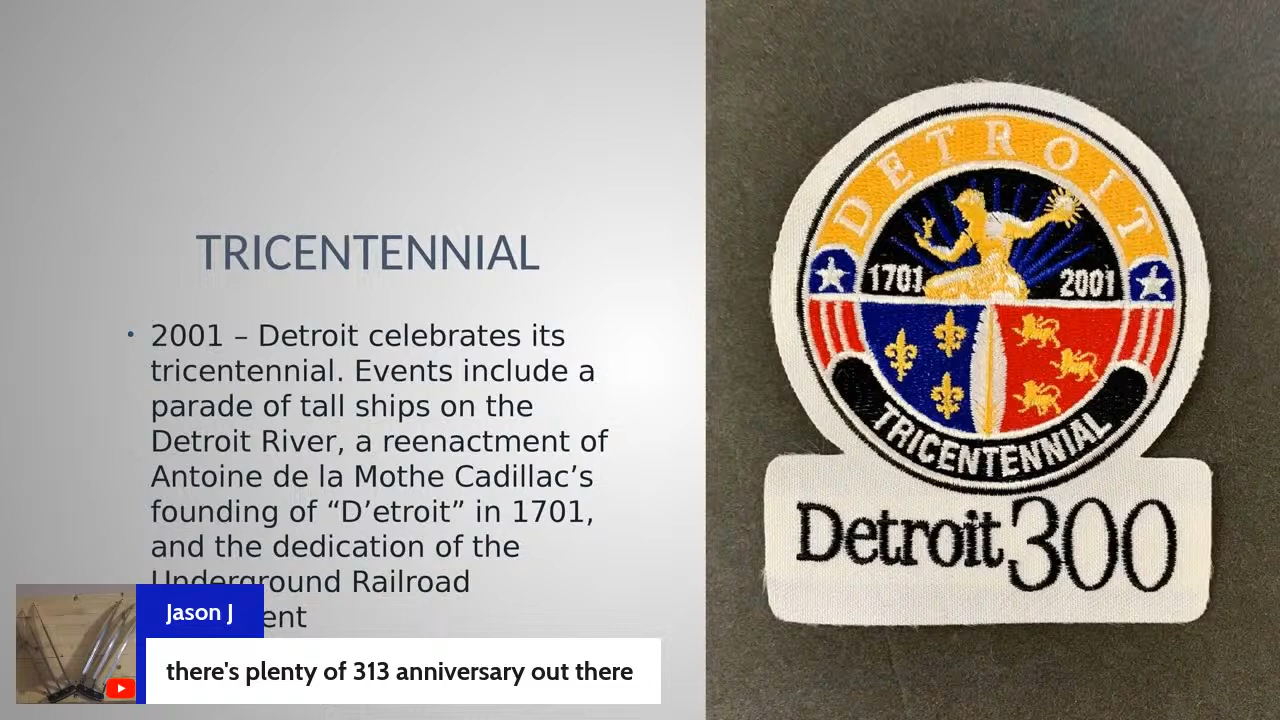 TRICENTENNIAL
• 2001 – Detroit celebrates its
tricentennial. Events include a
parade of tall ships on the
Detroit River, a reenactment of
Antoine de la Mothe Cadillac’s
founding of “D’etroit” in 1701,
and the dedication of the
Underground Railroad
Jason J
there's plenty of 313 anniversary out there
DETROIT
1701 2001
TRICENTENNIAL
Detroit 300